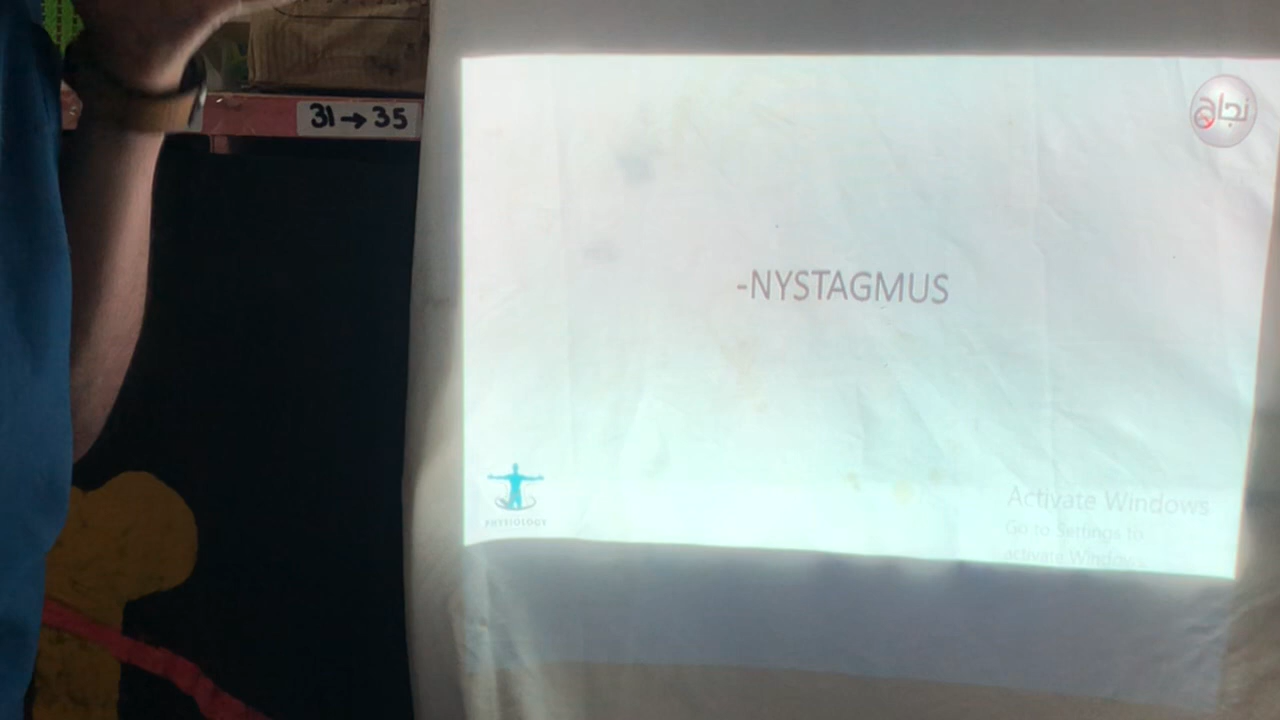 31→35
نجاح
-NYSTAGMUS
PHYSIOLOGY
Activate Windows
Go to Settings to
activate Windows.